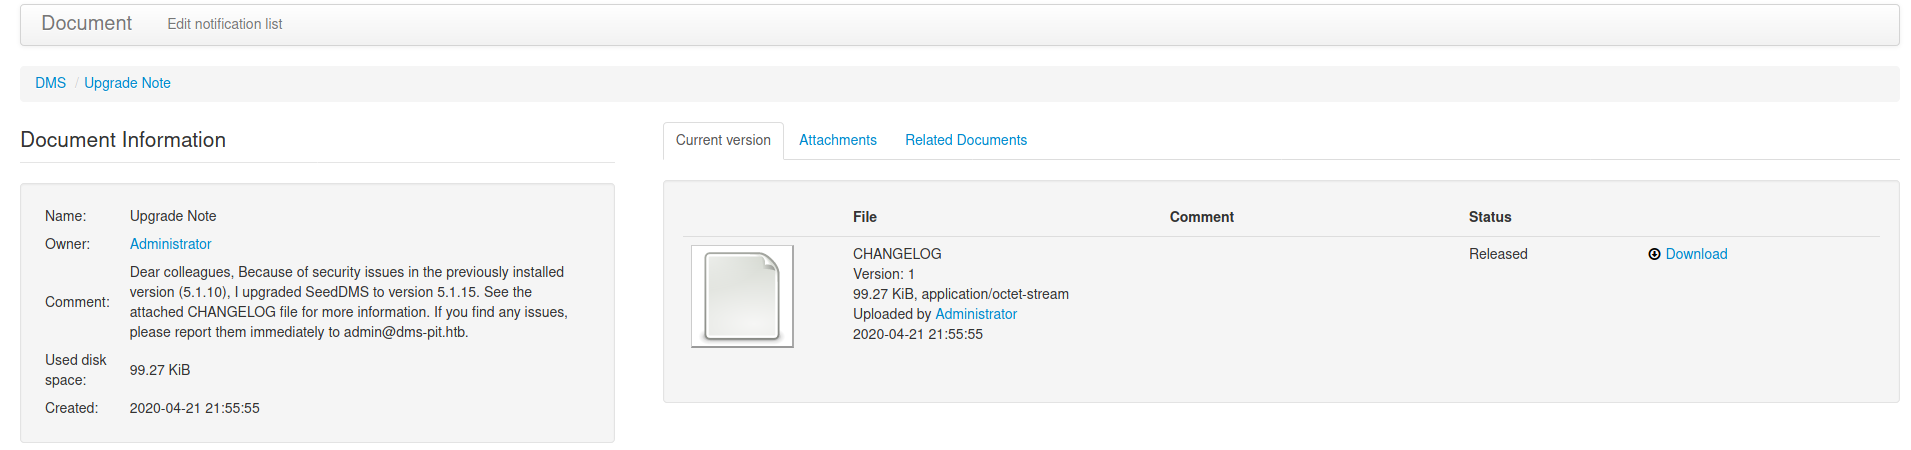 Document Edit notification list
DMS / Upgrade Note
Document Information
Name: Upgrade Note
Owner: Administrator
Comment: Dear colleagues, Because of security issues in the previously installed
version (5.1.10), I upgraded SeedDMS to version 5.1.15. See the
attached CHANGELOG file for more information. If you find any issues,
please report them immediately to admin@dms-pit.htb.
Used disk
space: 99.27 KiB
Created: 2020-04-21 21:55:55
Current version Attachments Related Documents
File Comment Status
CHANGELOG Released Download
Version: 1
99.27 KiB, application/octet-stream
Uploaded by Administrator
2020-04-21 21:55:55